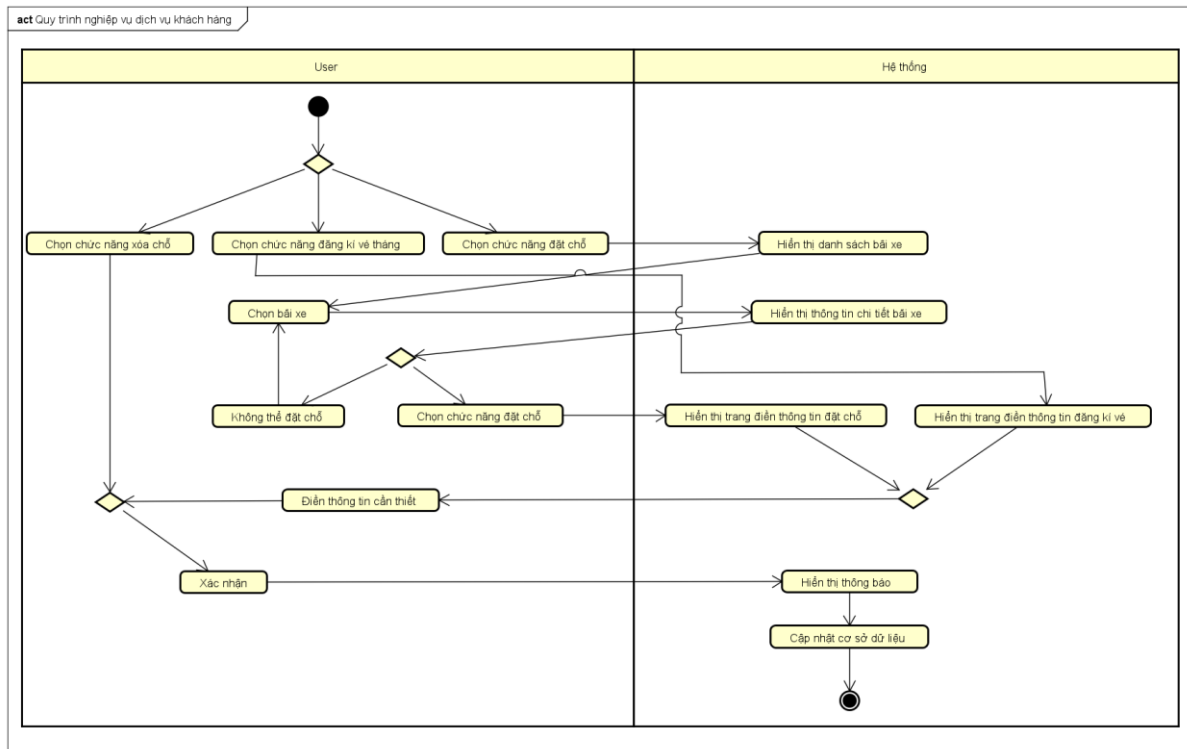 act Quy trình nghiệp vụ dịch vụ khách hàng
User
Hệ thống
Chọn chức năng xóa chỗ
Chọn chức năng đăng kí vé tháng
Chọn chức năng đặt chỗ
Hiển thị danh sách bãi xe
Chọn bãi xe
Hiển thị thông tin chi tiết bãi xe
Không thể đặt chỗ
Chọn chức năng đặt chỗ
Hiển thị trang điền thông tin đặt chỗ
Hiển thị trang điền thông tin đăng kí vé
Điền thông tin cần thiết
Xác nhận
Hiển thị thông báo
Cập nhật cơ sở dữ liệu